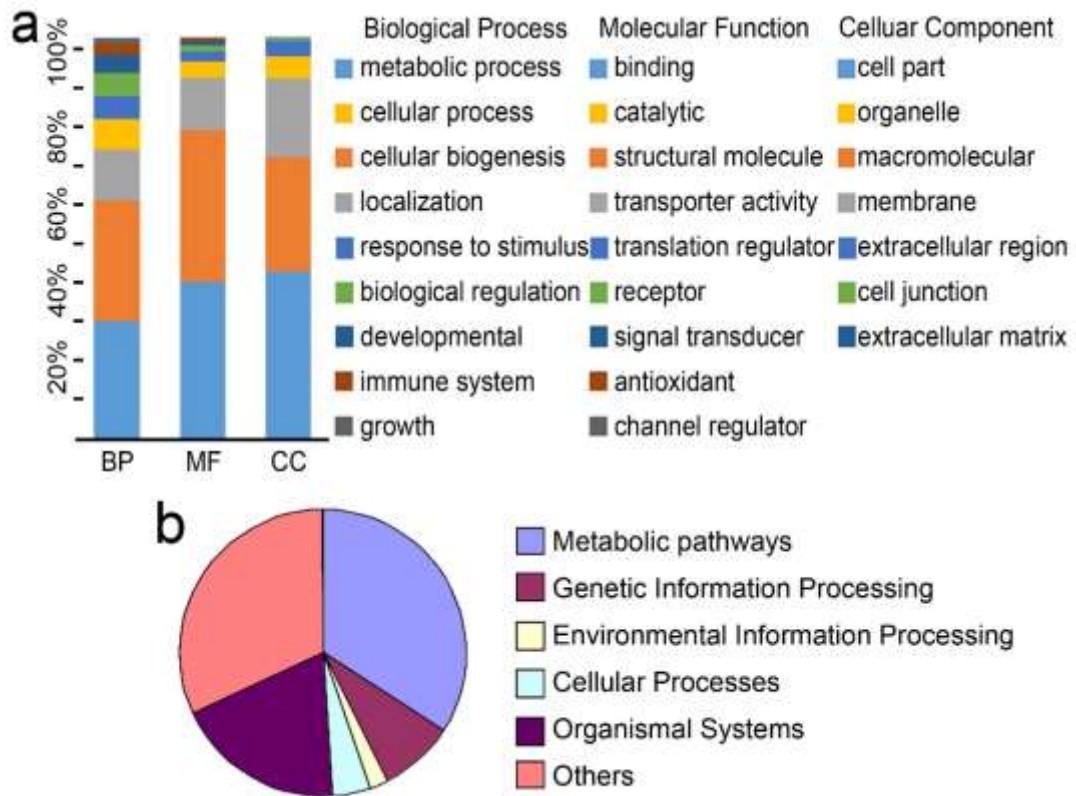 a
Biological Process Molecular Function Celluar Component
metabolic process binding cell part
cellular process catalytic organelle
cellular biogenesis structural molecule macromolecular
localization transporter activity membrane
response to stimulus translation regulator extracellular region
biological regulation receptor cell junction
developmental signal transducer extracellular matrix
immune system antioxidant
growth channel regulator
100%
80%
60%
40%
20%
BP MF CC
b
Metabolic pathways
Genetic Information Processing
Environmental Information Processing
Cellular Processes
Organismal Systems
Others